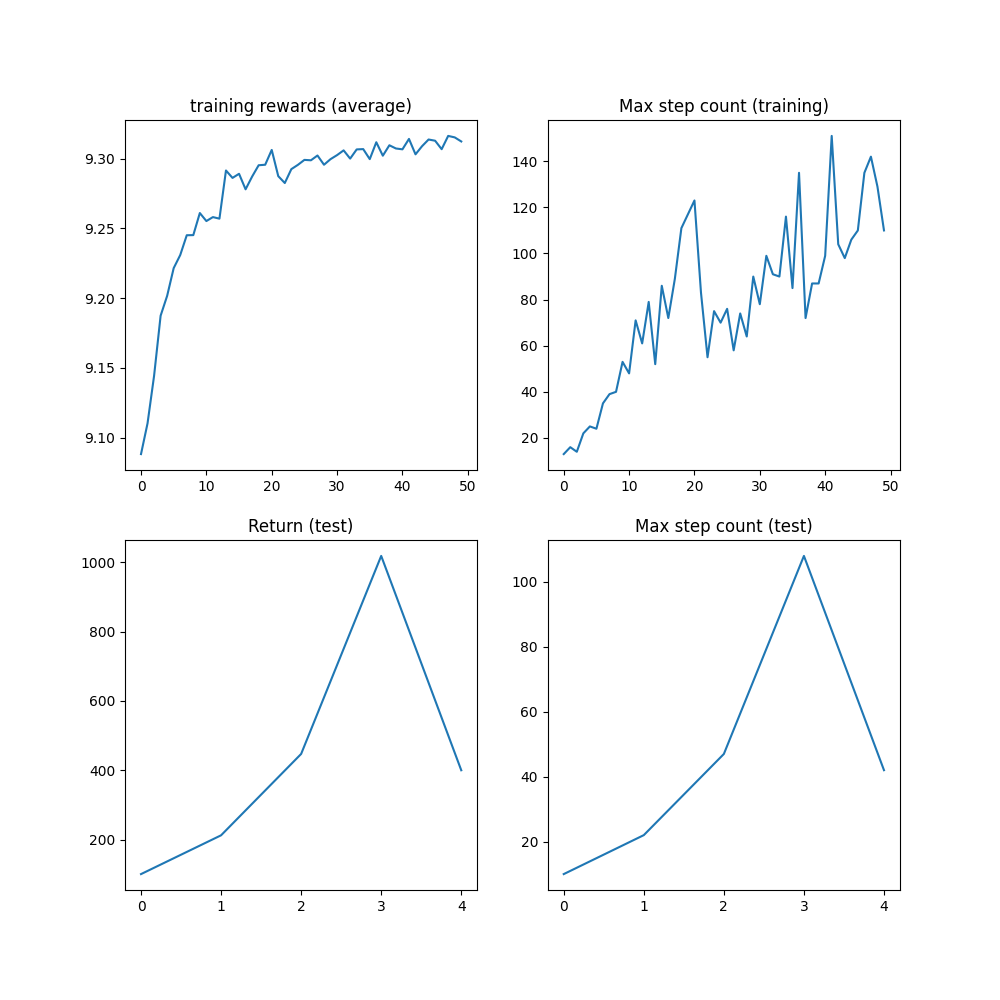 training rewards (average)
9.30
9.25
9.20
9.15
9.10
0 10 20 30 40 50
Max step count (training)
140
120
100
80
60
40
20
0 10 20 30 40 50
Return (test)
1000
800
600
400
200
0 1 2 3 4
Max step count (test)
100
80
60
40
20
0 1 2 3 4